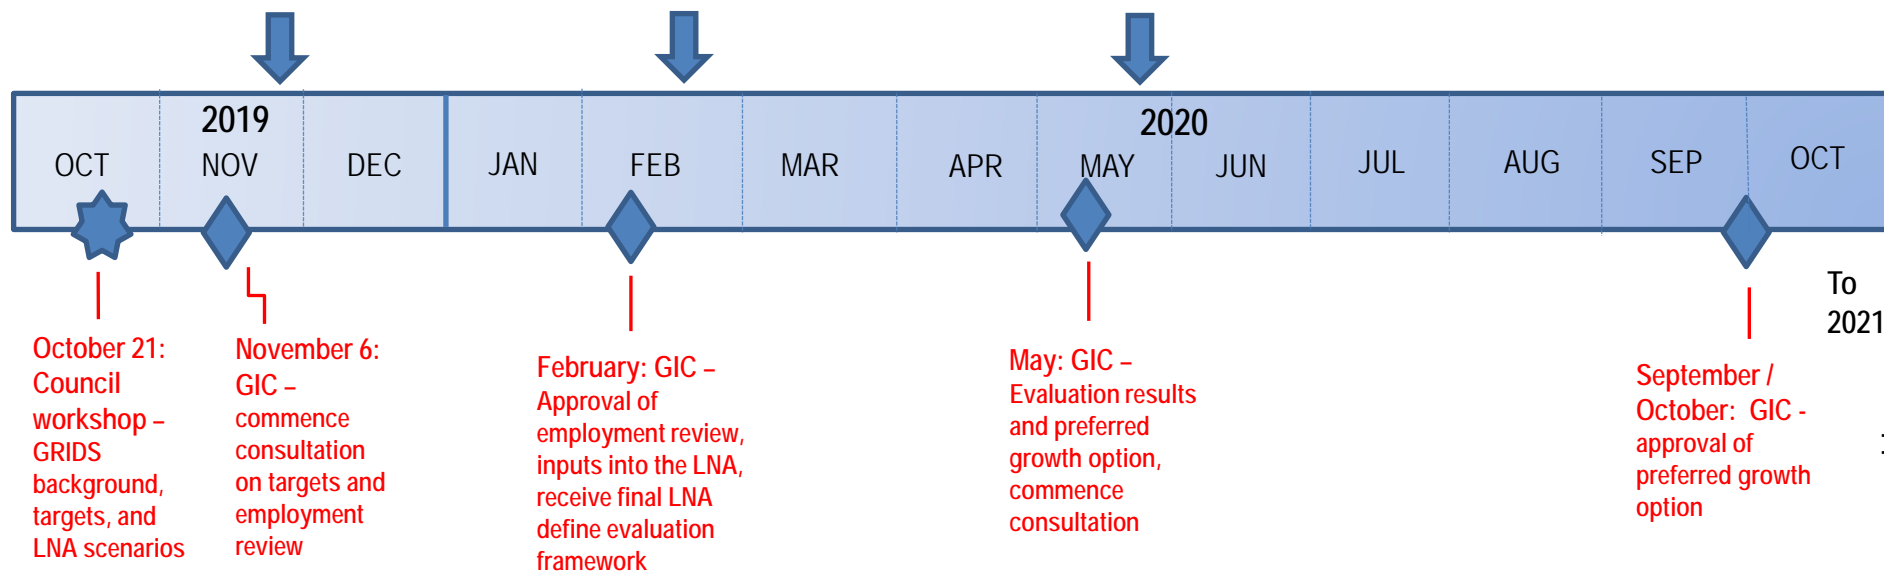 2019
2020
OCT
NOV
DEC
JAN
FEB
MAR
APR
MAY
JUN
JUL
AUG
SEP
OCT
To
2021
October 21:
Council
workshop –
GRIDS
background,
targets, and
LNA scenarios
November 6:
GIC –
commence
consultation
on targets and
employment
review
February: GIC –
Approval of
employment review,
inputs into the LNA,
receive final LNA
define evaluation
framework
May: GIC –
Evaluation results
and preferred
growth option,
commence
consultation
September /
October: GIC -
approval of
preferred growth
option